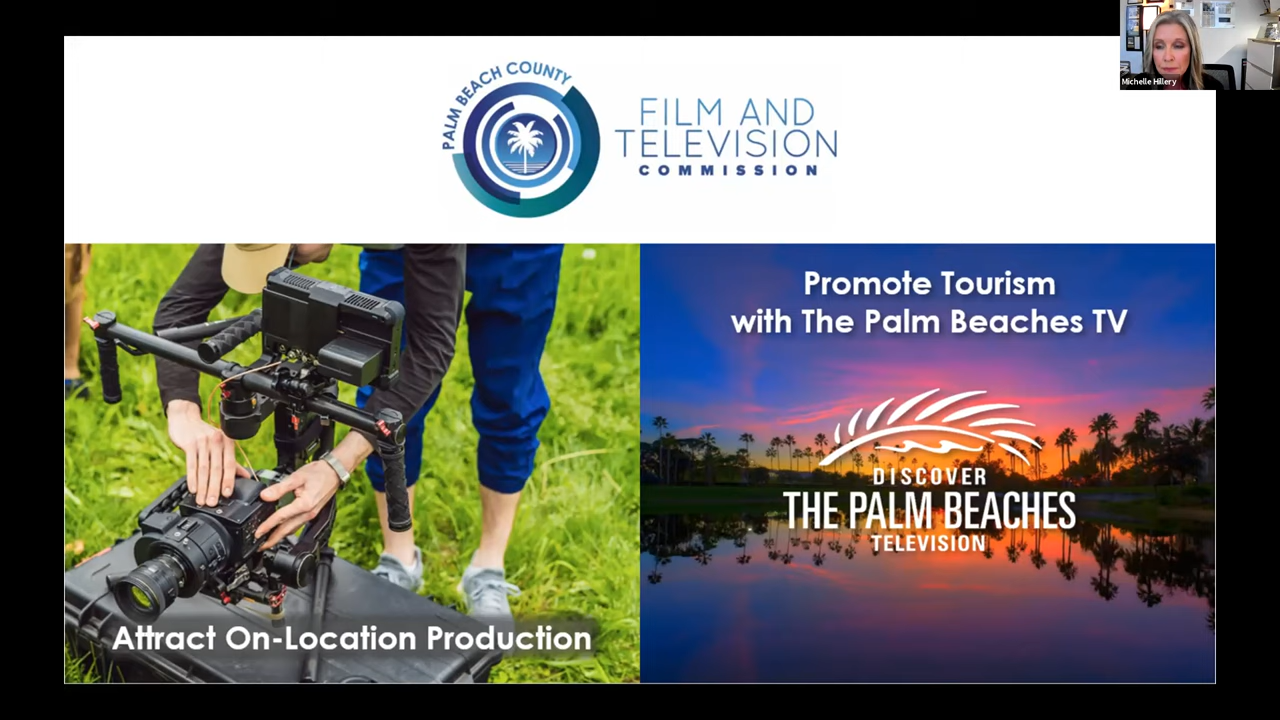 Michelle Hillery
PALM BEACH COUNTY
FILM AND
TELEVISION
COMMISSION
Promote Tourism
with The Palm Beaches TV
DISCOVER
THE PALM BEACHES
TELEVISION
Attract On-Location Production